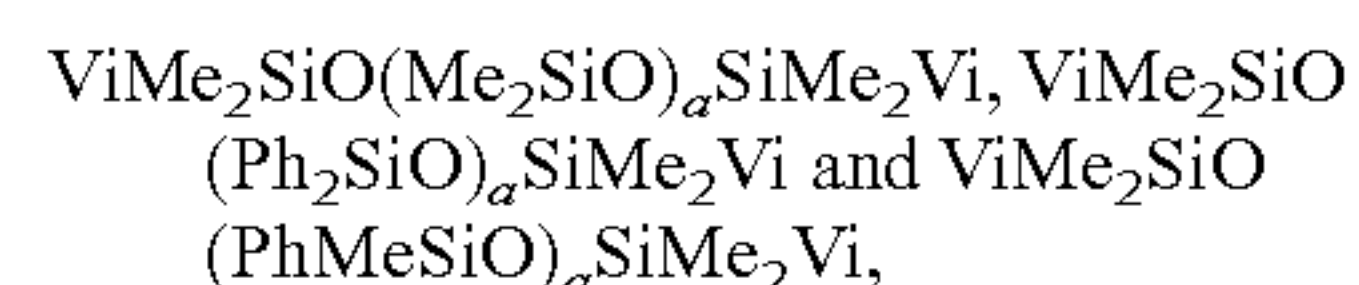 ViMe₂SiO(Me₂SiO)ₐSiMe₂Vi, ViMe₂SiO
(Ph₂SiO)ₐSiMe₂Vi and ViMe₂SiO
(PhMeSiO)ₐSiMe₂Vi,